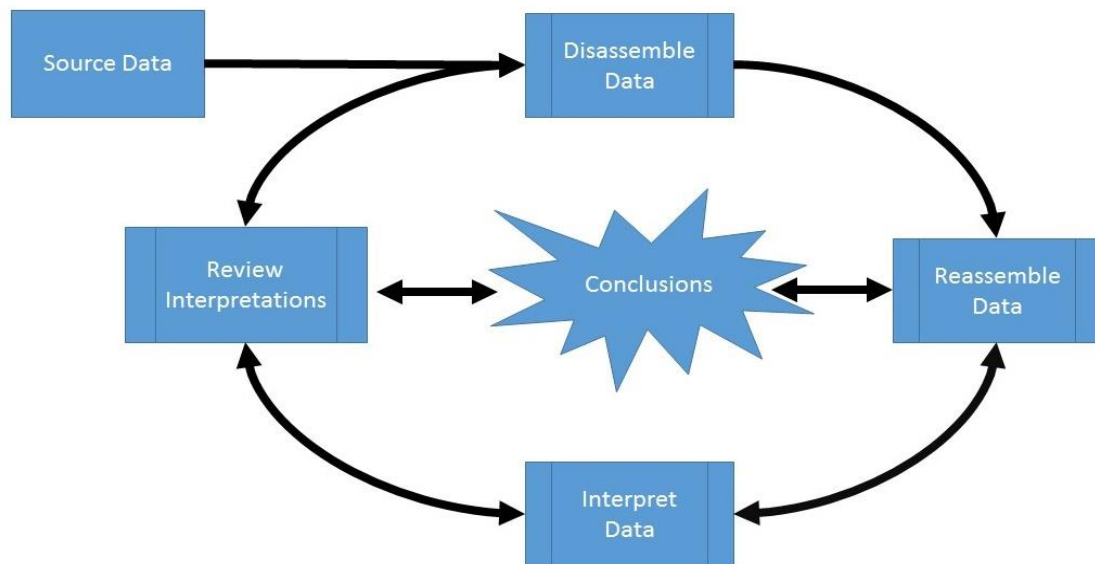 Source Data
Disassemble
Data
Review
Interpretations
Conclusions
Reassemble
Data
Interpret
Data